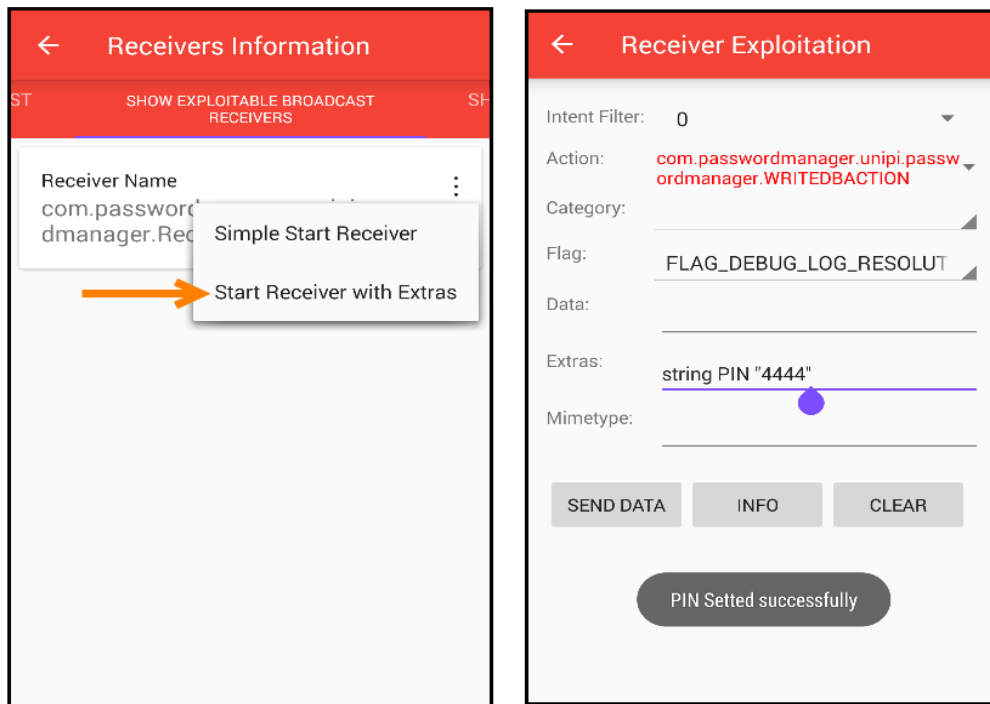 Receivers Information
ST
SHOW EXPLOITABLE BROADCAST
RECEIVERS
SH
Receiver Name
com.password
dmanager.Rec
Simple Start Receiver
Start Receiver with Extras
Receiver Exploitation
Intent Filter: 0
Action: com.passwordmanager.unipi.passw
ordmanager.WRITEDBACTION
Category:
Flag: FLAG_DEBUG_LOG_RESOLUT
Data:
Extras: string PIN "4444"
Mimetype:
SEND DATA INFO CLEAR
PIN Setted successfully